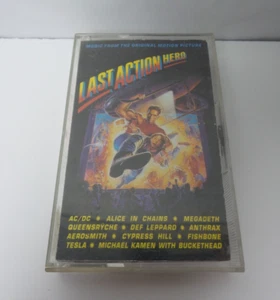 MUSIC FROM THE ORIGINAL MOTION PICTURE
LAST ACTION HERO
AC/DC ★ ALICE IN CHAINS ★ MEGADETH
QUEENSRYCHE ★ DEF LEPPARD ★ ANTHRAX
AEROSMITH ★ CYPRESS HILL ★ FISHBONE
TESLA ★ MICHAEL KAMEN WITH BUCKETHEAD